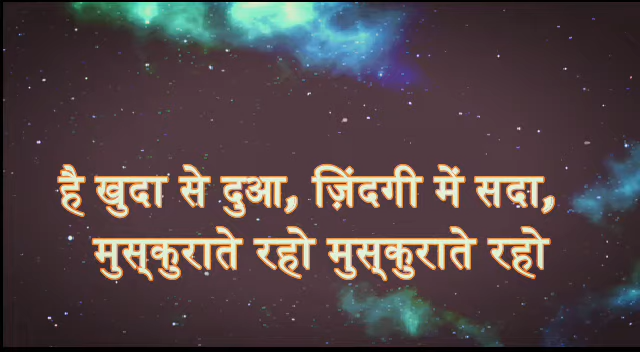 है खुदा से दुआ, ज़िंदगी में सदा,
मुस्कुराते रहो मुस्कुराते रहो